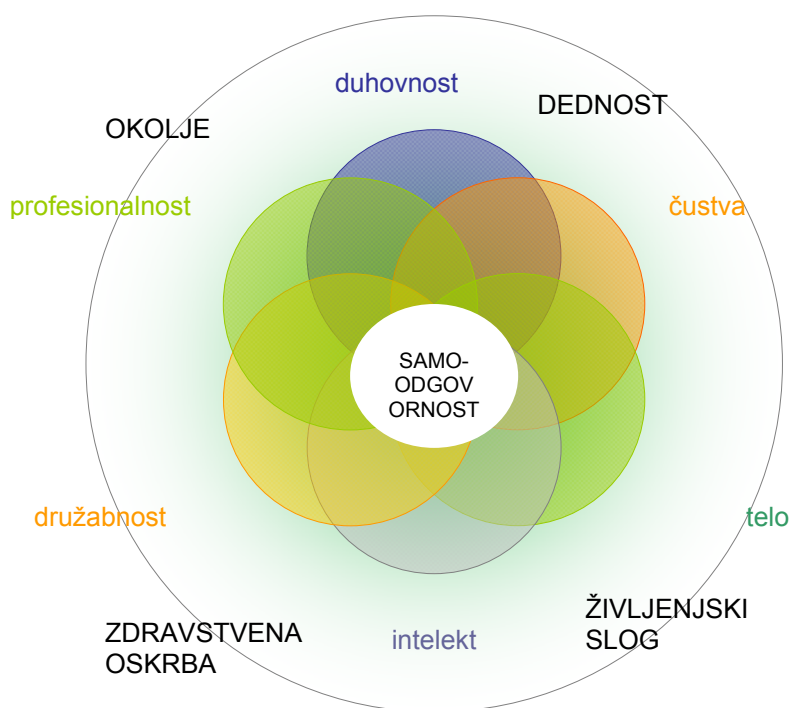 duhovnost
DEDNOST
OKOLJE
profesionalnost
čustva
SAMO-
ODGOV
ORNOST
družabnost
telo
ZDRAVSTVENA
OSKRBA
intelekt
ŽIVLJENJSKI
SLOG